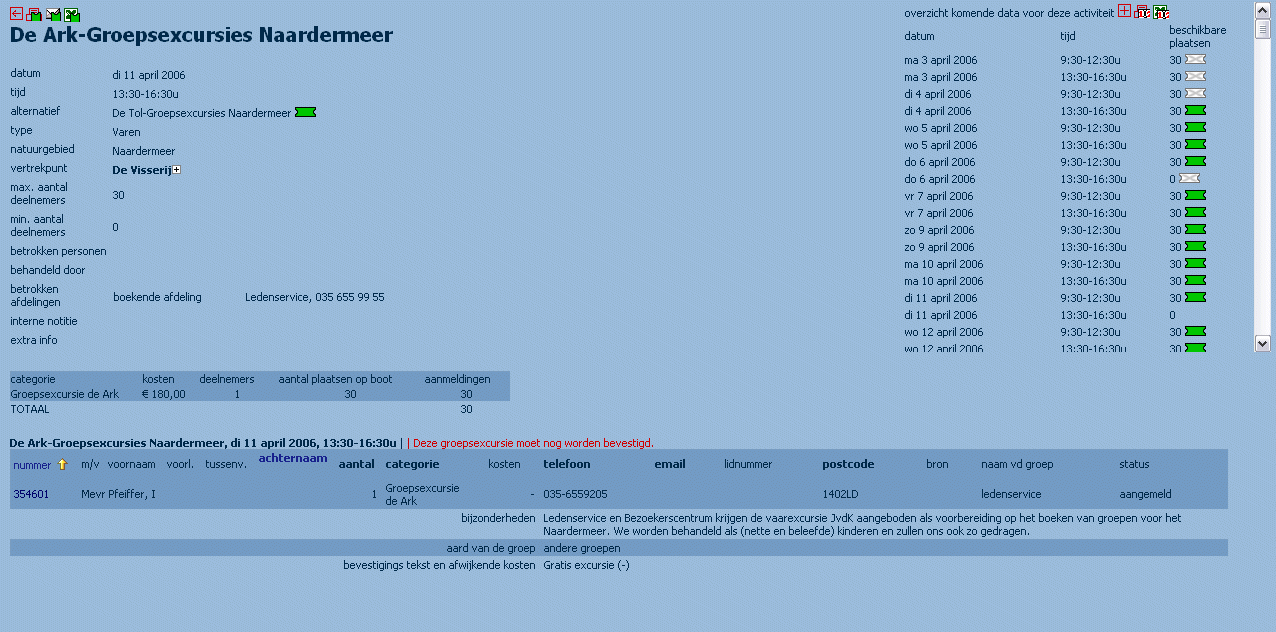 De Ark-Groepsexcursies Naardermeer
datum di 11 april 2006
tijd 13:30-16:30u
alternatief De Tol-Groepsexcursies Naardermeer
type Varen
natuurgebied Naardermeer
vertrekpunt De Visserij
max. aantal
deelnemers 30
min. aantal
deelnemers 0
betrokken personen
behandeld door
betrokken
afdelingen boekende afdeling Ledenservice, 035 655 99 55
interne notitie
extra info
overzicht komende data voor deze activiteit
datum tijd beschikbare
plaatsen
ma 3 april 2006 9:30-12:30u 30
ma 3 april 2006 13:30-16:30u 30
di 4 april 2006 9:30-12:30u 30
di 4 april 2006 13:30-16:30u 30
wo 5 april 2006 9:30-12:30u 30
wo 5 april 2006 13:30-16:30u 30
do 6 april 2006 9:30-12:30u 30
do 6 april 2006 13:30-16:30u 0
vr 7 april 2006 9:30-12:30u 30
vr 7 april 2006 13:30-16:30u 30
zo 9 april 2006 9:30-12:30u 30
zo 9 april 2006 13:30-16:30u 30
ma 10 april 2006 9:30-12:30u 30
ma 10 april 2006 13:30-16:30u 30
di 11 april 2006 9:30-12:30u 30
di 11 april 2006 13:30-16:30u 0
wo 12 april 2006 9:30-12:30u 30
wo 12 april 2006 13:30-16:30u 30
categorie kosten deelnemers aantal plaatsen op boot aanmeldingen
Groepsexcursie de Ark € 180,00 1 30 30
TOTAAL 30
De Ark-Groepsexcursies Naardermeer, di 11 april 2006, 13:30-16:30u | | Deze groepsexcursie moet nog worden bevestigd.
nummer m/v voornaam voorl. tussenv. achternaam aantal categorie kosten telefoon email lidnummer postcode bron naam vd groep status
354601 Mevr Pfeiffer, I 1 Groepsexcursie
de Ark - 035-6559205 1402LD ledenservice aangemeld
bijzonderheden Ledenservice en Bezoekerscentrum krijgen de vaarexcursie JvdK aangeboden als voorbereiding op het boeken van groepen voor het
Naardermeer. We worden behandeld als (nette en beleefde) kinderen en zullen ons ook zo gedragen.
aard van de groep andere groepen
bevestigings tekst en afwijkende kosten Gratis excursie (-)